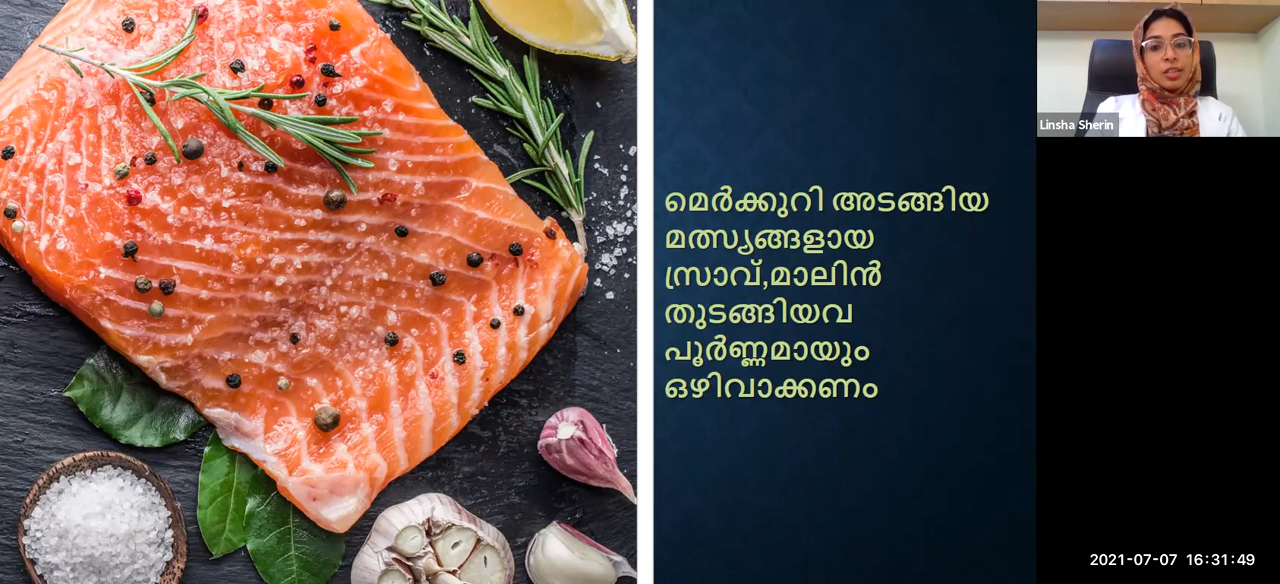 മെർക്കുറി അടങ്ങിയ
മത്സ്യങ്ങളായ
സ്രാവ്,മാലിൻ
തുടങ്ങിയവ
പൂർണ്ണമായും
ഒഴിവാക്കണം
Linsha Sherin
2021-07-07 16:31:49